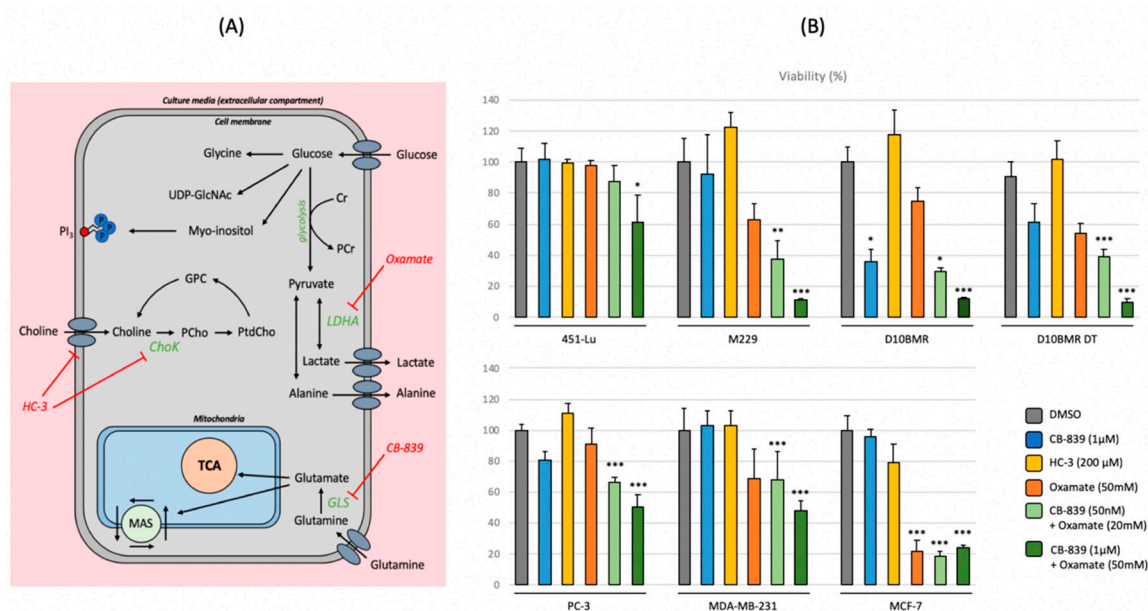 (A)
Culture media (extracellular compartment)
Cell membrane
Glycine
Glucose
Glucose
UDP-GlcNAc
Cr
glycolysis
P
P
P
PI3
Myo-inositol
PCr
Oxamate
GPC
Pyruvate
LDHA
Choline
Choline
PCho
PtdCho
ChoK
Lactate
Lactate
HC-3
Alanine
Alanine
Mitochondria
CB-839
TCA
Glutamate
GLS
MAS
Glutamine
Glutamine
(B)
Viability (%)
140
120
100
80
60
40
20
0
*
**
***
*
*
***
***
***
451-Lu
M229
D10BMR
D10BMR DT
140
120
100
80
60
40
20
0
***
***
***
***
***
***
***
PC-3
MDA-MB-231
MCF-7
DMSO
CB-839 (1µM)
HC-3 (200 µM)
Oxamate (50mM)
CB-839 (50nM)
+ Oxamate (20mM)
CB-839 (1µM)
+ Oxamate (50mM)